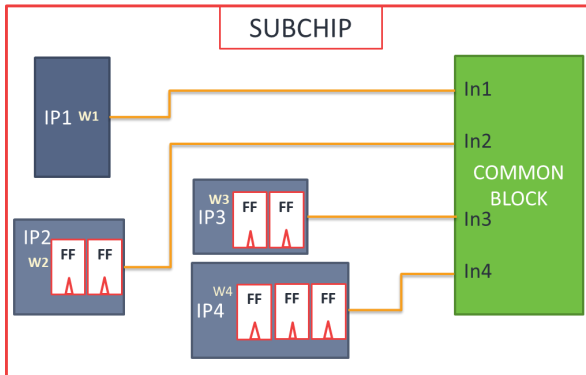 SUBCHIP
IP1 W1
In1
In2
COMMON
BLOCK
In3
In4
IP2
W2
FF FF
W3
IP3
FF FF
W4
IP4
FF FF FF